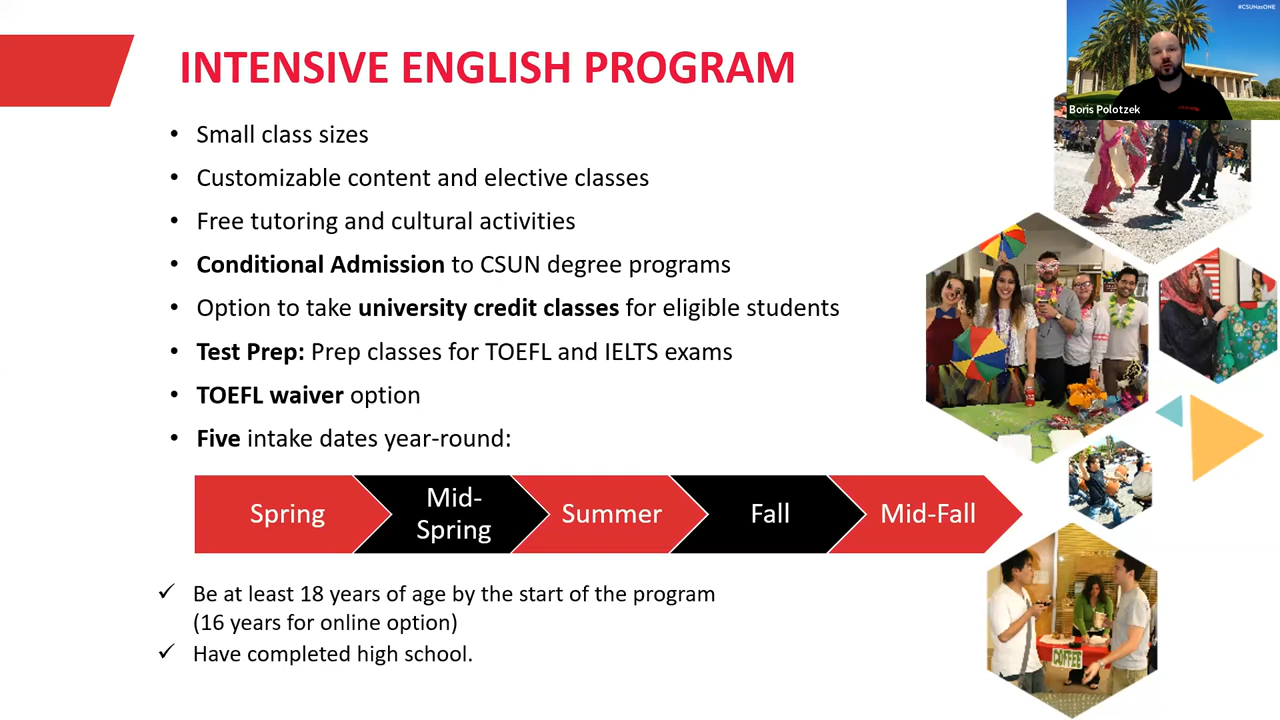 #CSUNasONE
INTENSIVE ENGLISH PROGRAM
Boris Polotzek
• Small class sizes
• Customizable content and elective classes
• Free tutoring and cultural activities
• Conditional Admission to CSUN degree programs
• Option to take university credit classes for eligible students
• Test Prep: Prep classes for TOEFL and IELTS exams
• TOEFL waiver option
• Five intake dates year-round:
Spring
Mid-
Spring
Summer
Fall
Mid-Fall
✓ Be at least 18 years of age by the start of the program
(16 years for online option)
✓ Have completed high school.
COFFEE